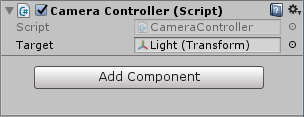 Camera Controller (Script)
Script CameraController
Target Light (Transform)
Add Component